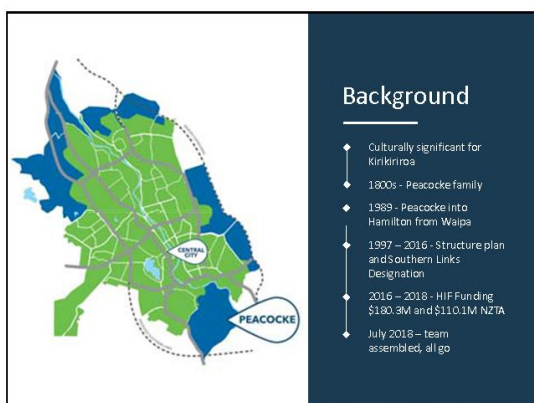 CENTRAL
CITY
PEACOCKE
Background
Culturally significant for
Kirikiriroa
1800s - Peacocke family
1989 - Peacocke into
Hamilton from Waipa
1997 – 2016 - Structure plan
and Southern Links
Designation
2016 – 2018 - HIF Funding
$180.3M and $110.1M NZTA
July 2018 – team
assembled, all go